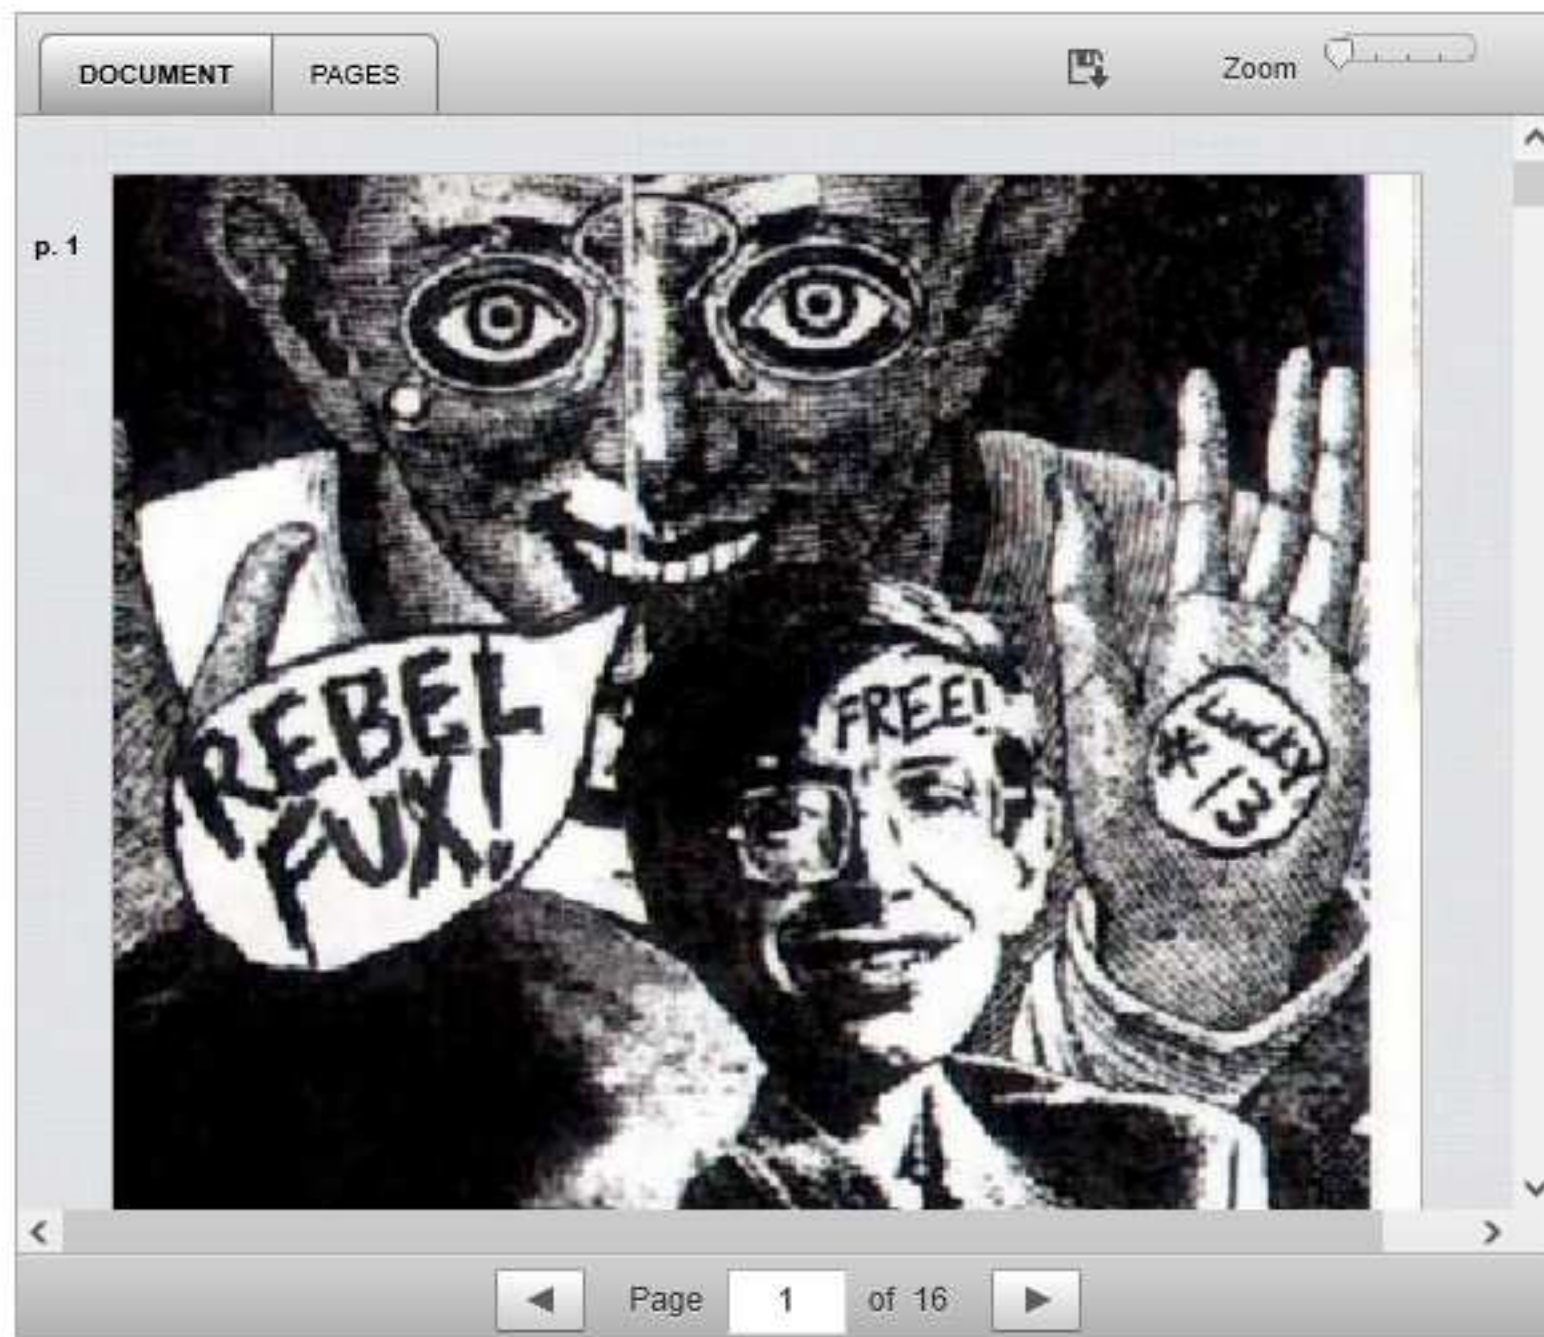 DOCUMENT PAGES Zoom
p. 1
REBEL
FUX!
FREE!
Lucky
*13
Page 1 of 16